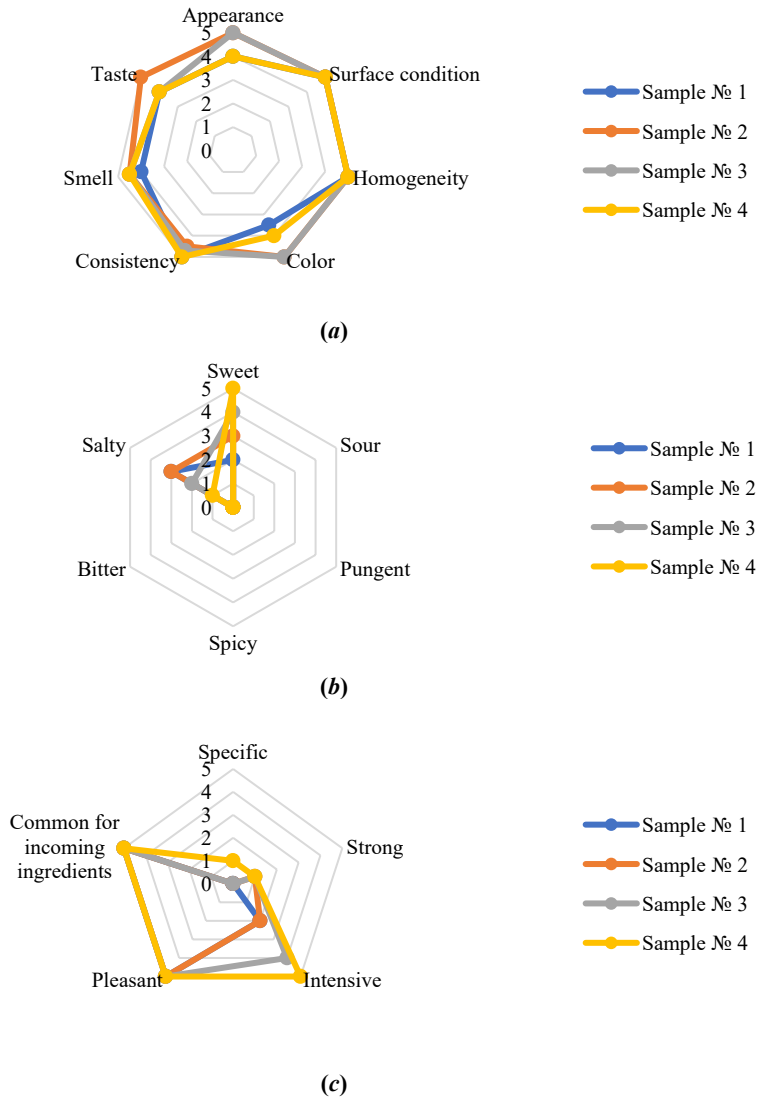 Appearance
5
4
3
2
1
0
Taste
Surface condition
Smell
Homogeneity
Consistency
Color
Sample № 1
Sample № 2
Sample № 3
Sample № 4
(a)
Sweet
5
4
3
2
1
0
Salty
Sour
Bitter
Pungent
Spicy
Sample № 1
Sample № 2
Sample № 3
Sample № 4
(b)
Specific
5
4
3
2
1
0
Common for
incoming
ingredients
Strong
Pleasant
Intensive
Sample № 1
Sample № 2
Sample № 3
Sample № 4
(c)